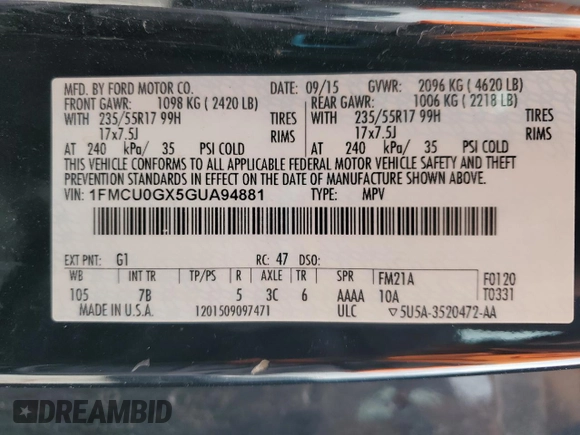 MFD. BY FORD MOTOR CO. DATE: 09/15 GVWR: 2096 KG ( 4620 LB)
FRONT GAWR: 1098 KG ( 2420 LB) REAR GAWR: 1006 KG ( 2218 LB)
WITH 235/55R17 99H TIRES WITH 235/55R17 99H TIRES
17x7.5J RIMS 17x7.5J RIMS
AT 240 kPa/ 35 PSI COLD AT 240 kPa/ 35 PSI COLD
THIS VEHICLE CONFORMS TO ALL APPLICABLE FEDERAL MOTOR VEHICLE SAFETY AND THEFT
PREVENTION STANDARDS IN EFFECT ON THE DATE OF MANUFACTURE SHOWN ABOVE.
VIN: 1FMCU0GX5GUA94881 TYPE: MPV
EXT PNT: G1 RC: 47 DSO:
WB INT TR TP/PS R AXLE TR SPR FM21A F0120
105 7B 5 3C 6 AAAA 10A T0331
MADE IN U.S.A. 1201509097471 ULC ▽5U5A-3520472-AA
DREAMBID